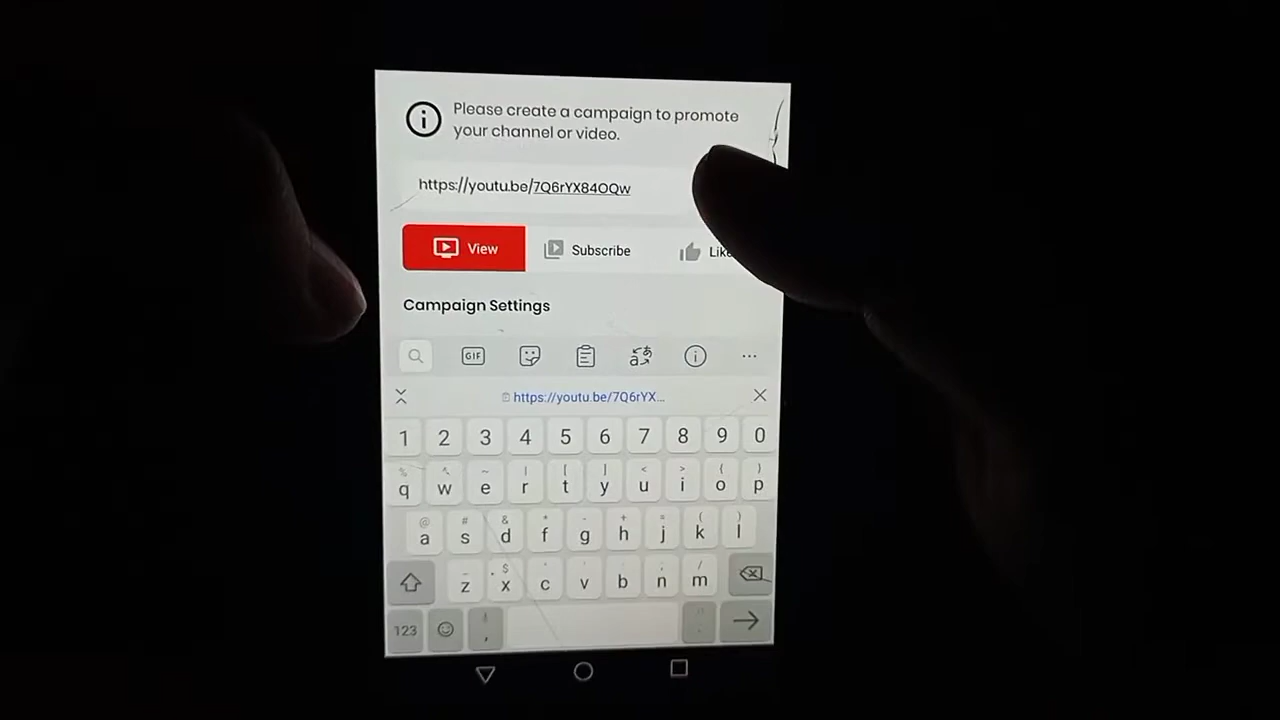 Please create a campaign to promote
your channel or video.
https://youtu.be/7Q6rYX84OQw
View Subscribe
Campaign Settings
GIF
https://youtu.be/7Q6rYX...
1 2 3 4 5 6 7 8 9 0
q w e r t y u i o p
a s d f g h j k l
z x c v b n m
123